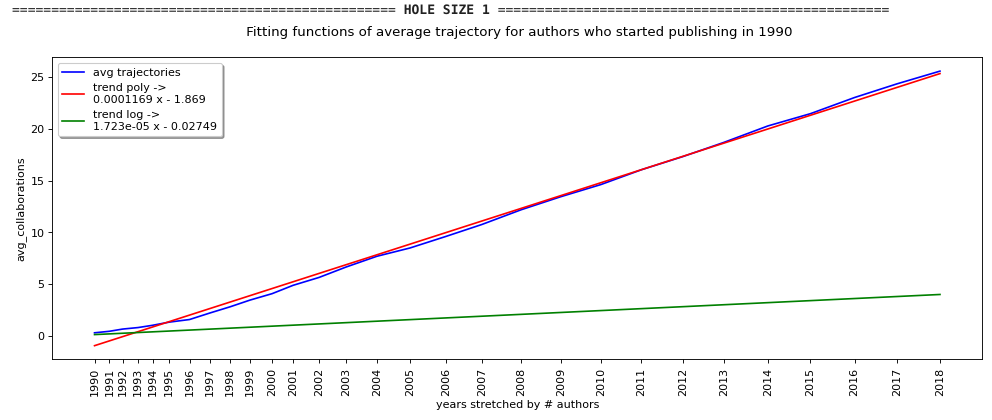 ================================================ HOLE SIZE 1 =================================================
Fitting functions of average trajectory for authors who started publishing in 1990
avg trajectories
trend poly ->
0.0001169 x - 1.869
trend log ->
1.723e-05 x - 0.02749
avg_collaborations
25
20
15
10
5
0
1990 1991 1992 1993 1994 1995 1996 1997 1998 1999 2000 2001 2002 2003 2004 2005 2006 2007 2008 2009 2010 2011 2012 2013 2014 2015 2016 2017 2018
years stretched by # authors